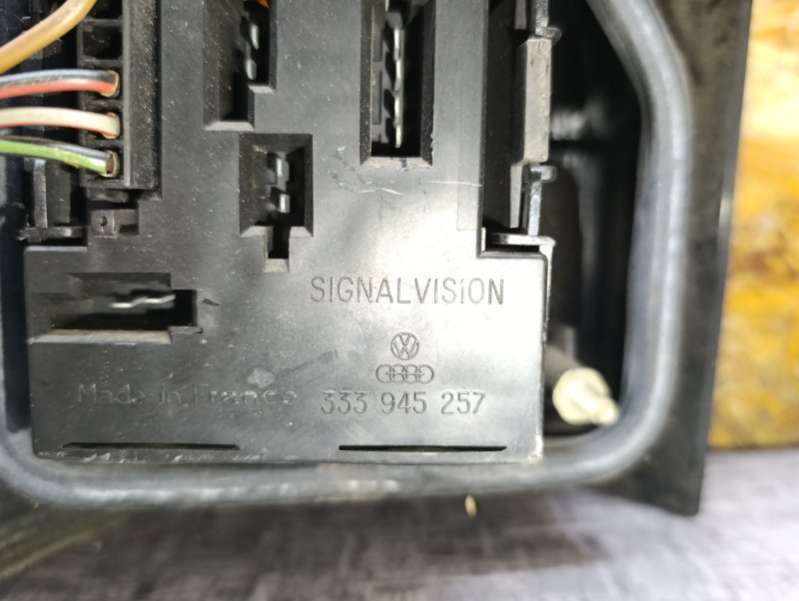 SIGNALVISION
Made in France
333 945 257